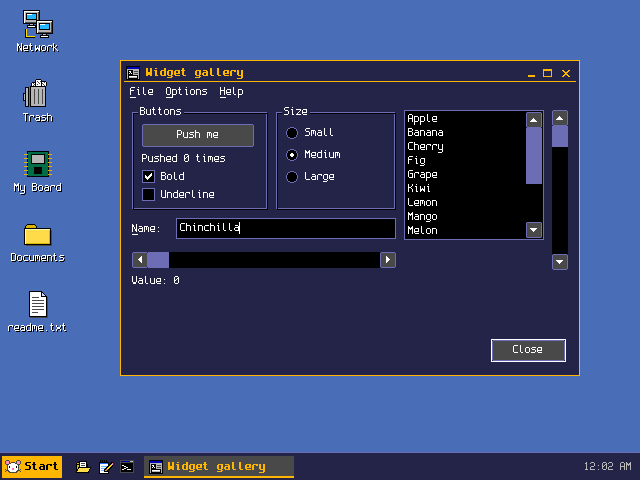 Network
Trash
My Board
Documents
readme.txt
Widget gallery
File Options Help
Buttons
Push me
Pushed 0 times
Bold
Underline
Size
Small
Medium
Large
Apple
Banana
Cherry
Fig
Grape
Kiwi
Lemon
Mango
Melon
Name: Chinchilla
Value: 0
Close
Start
Widget gallery
12:02 AM